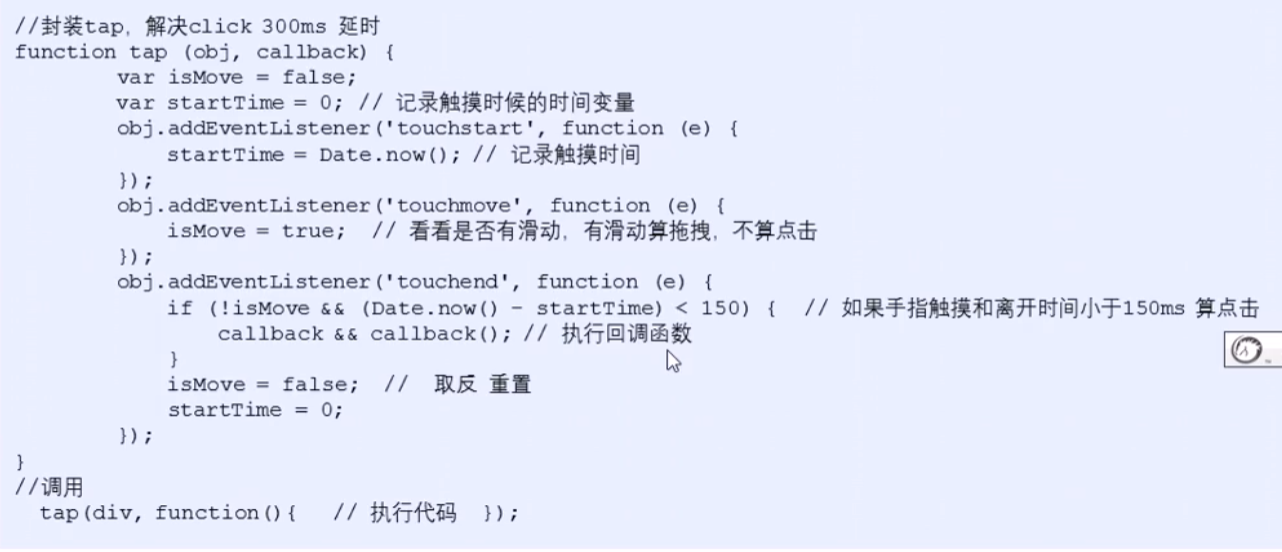 //封装tap，解决click 300ms 延时
function tap (obj, callback) {
        var isMove = false;
        var startTime = 0; // 记录触摸时候的时间变量
        obj.addEventListener('touchstart', function (e) {
            startTime = Date.now(); // 记录触摸时间
        });
        obj.addEventListener('touchmove', function (e) {
            isMove = true;  // 看看是否有滑动，有滑动算拖拽，不算点击
        });
        obj.addEventListener('touchend', function (e) {
            if (!isMove && (Date.now() - startTime) < 150) {  // 如果手指触摸和离开时间小于150ms 算点击
                callback && callback(); // 执行回调函数
            }
            isMove = false;  //  取反 重置
            startTime = 0;
        });
}
//调用
  tap(div, function(){   // 执行代码  });